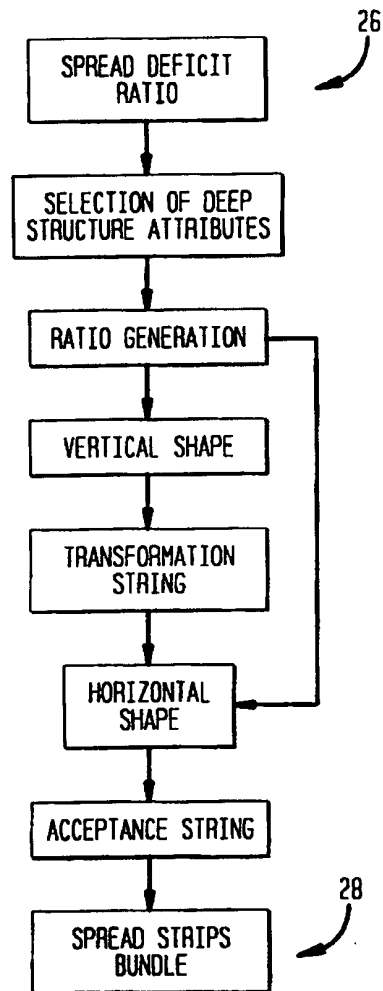 26
SPREAD DEFICIT
RATIO
SELECTION OF DEEP
STRUCTURE ATTRIBUTES
RATIO GENERATION
VERTICAL SHAPE
TRANSFORMATION
STRING
HORIZONTAL
SHAPE
ACCEPTANCE STRING
28
SPREAD STRIPS
BUNDLE